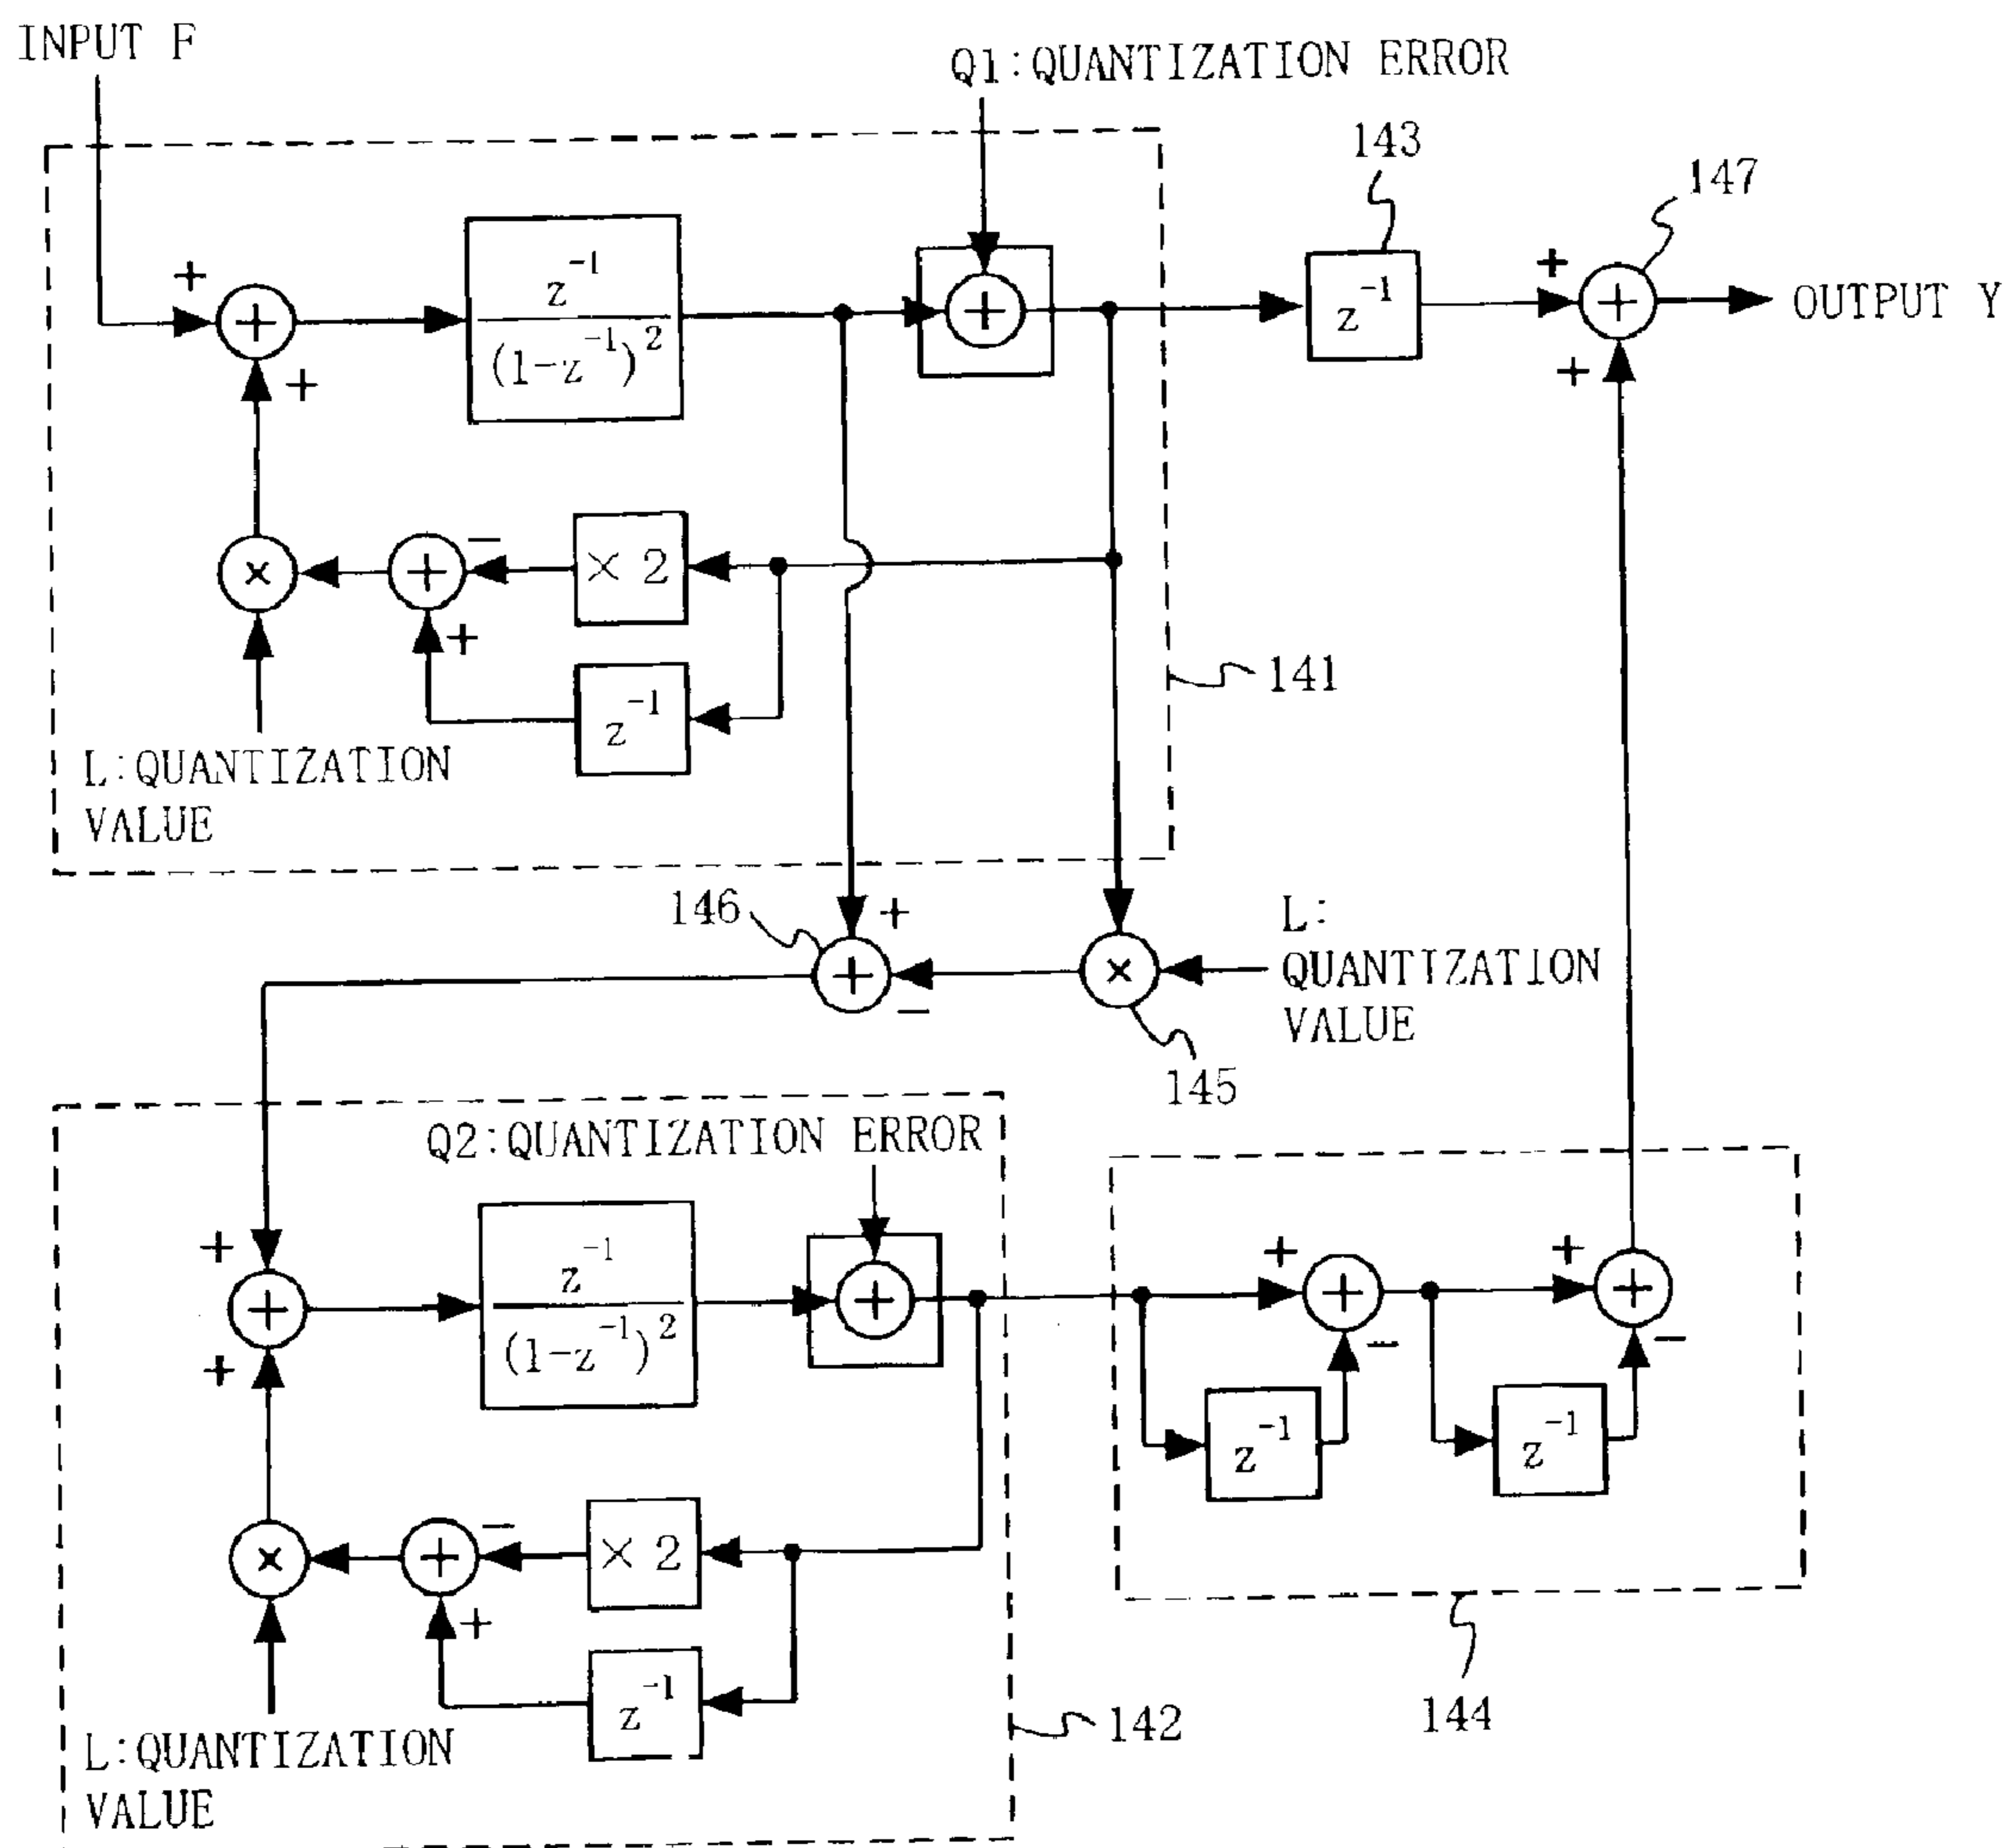 INPUT F
Q1:QUANTIZATION ERROR
143
147
+
+
z^-1
(1-z^-1)^2
+
z^-1
+
+
+
OUTPUT Y
+
×
+
−
× 2
+
z^-1
141
L:QUANTIZATION
VALUE
146
+
+
−
×
L:
QUANTIZATION
VALUE
145
Q2:QUANTIZATION ERROR
+
+
+
z^-1
(1-z^-1)^2
+
+
+
−
z^-1
+
+
−
z^-1
×
+
−
× 2
+
z^-1
142
144
L:QUANTIZATION
VALUE